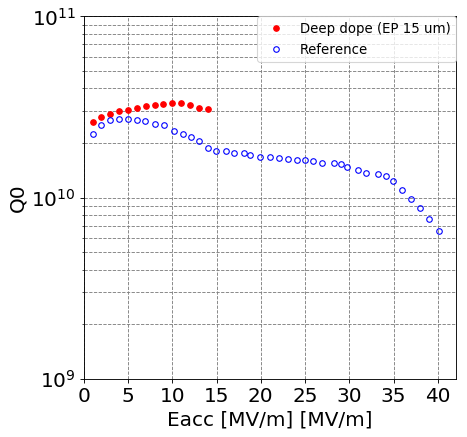 10¹¹
Deep dope (EP 15 um)
Reference
Q0
10¹⁰
10⁹
0 5 10 15 20 25 30 35 40
Eacc [MV/m] [MV/m]